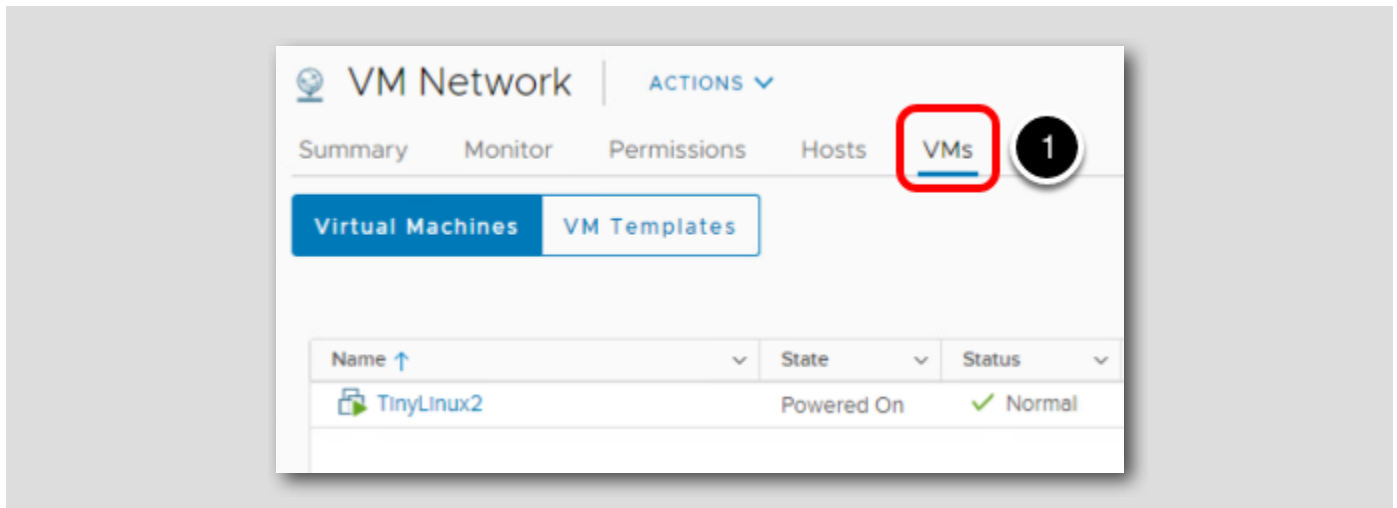 VM Network ACTIONS
Summary Monitor Permissions Hosts VMs 1
Virtual Machines VM Templates
Name State Status
TinyLinux2 Powered On Normal